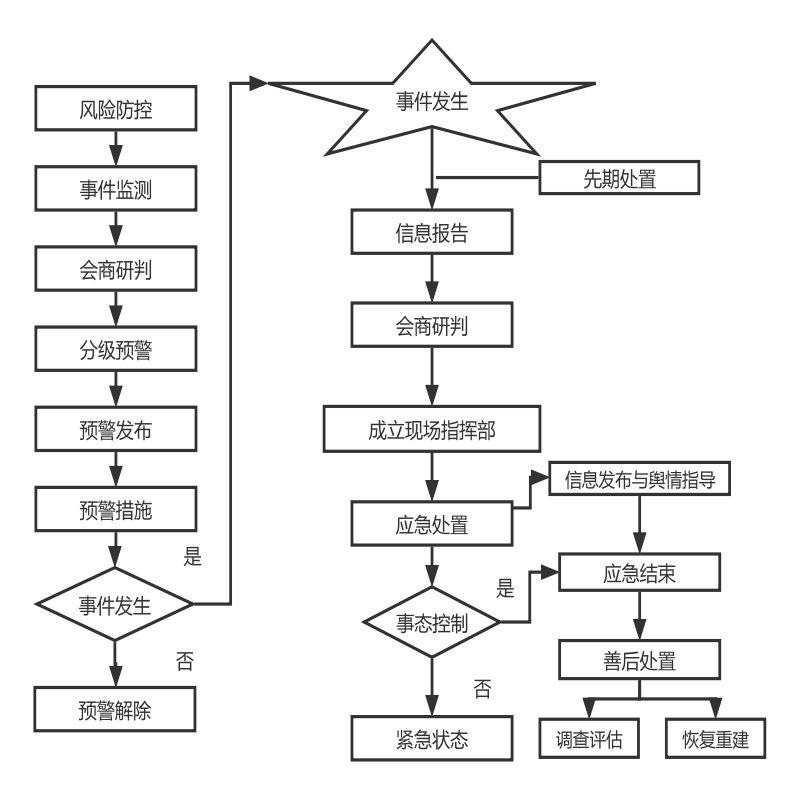 风险防控
事件监测
会商研判
分级预警
预警发布
预警措施
是
事件发生
否
预警解除
事件发生
先期处置
信息报告
会商研判
成立现场指挥部
应急处置
信息发布与舆情指导
应急结束
是
事态控制
否
紧急状态
善后处置
调查评估
恢复重建